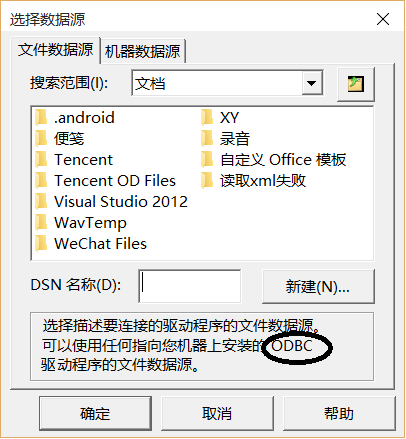 选择数据源
文件数据源 机器数据源
搜索范围(I): 文档
.android XY
便笺 录音
Tencent 自定义 Office 模板
Tencent OD Files 读取xml失败
Visual Studio 2012
WavTemp
WeChat Files
DSN 名称(D): 新建(N)...
选择描述要连接的驱动程序的文件数据源。
可以使用任何指向您机器上安装的 ODBC
驱动程序的文件数据源。
确定 取消 帮助